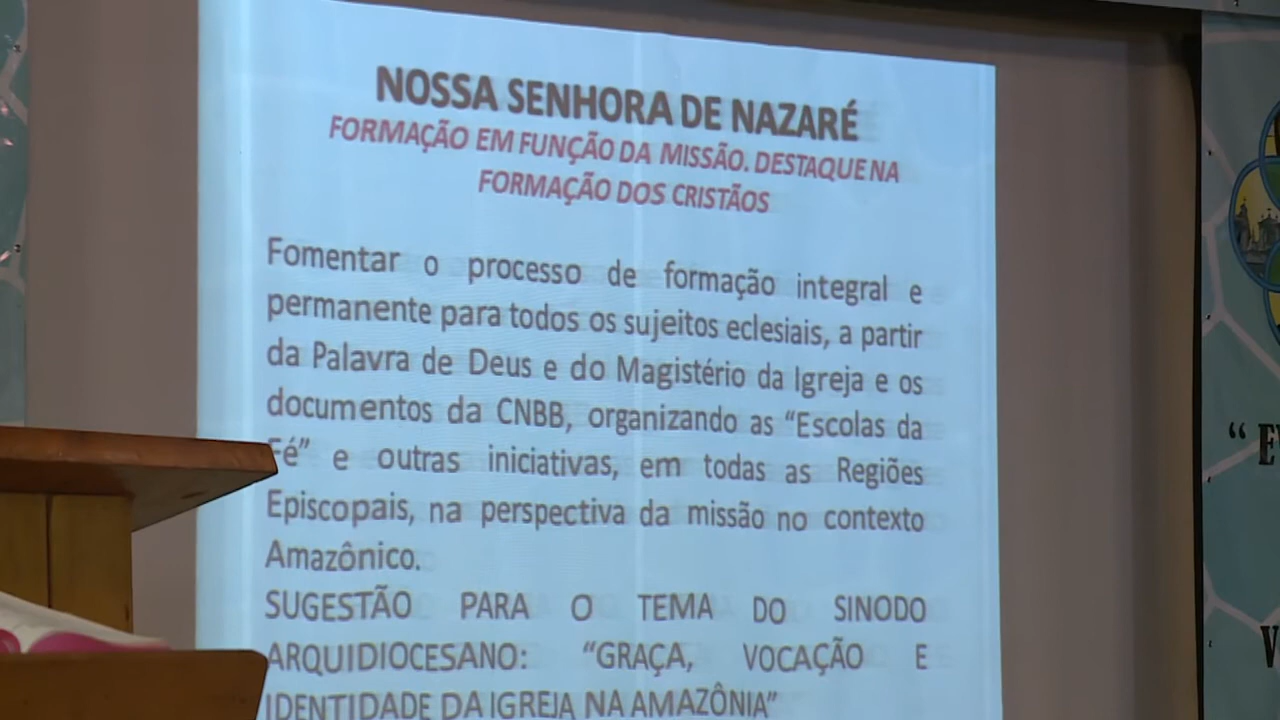 NOSSA SENHORA DE NAZARÉ
FORMAÇÃO EM FUNÇÃO DA MISSÃO. DESTAQUE NA
FORMAÇÃO DOS CRISTÃOS
Fomentar o processo de formação integral e
permanente para todos os sujeitos eclesiais, a partir
da Palavra de Deus e do Magistério da Igreja e os
documentos da CNBB, organizando as “Escolas da
Fé” e outras iniciativas, em todas as Regiões
Episcopais, na perspectiva da missão no contexto
Amazônico.
SUGESTÃO PARA O TEMA DO SINODO
ARQUIDIOCESANO: “GRAÇA, VOCAÇÃO E
IDENTIDADE DA IGREJA NA AMAZÔNIA”